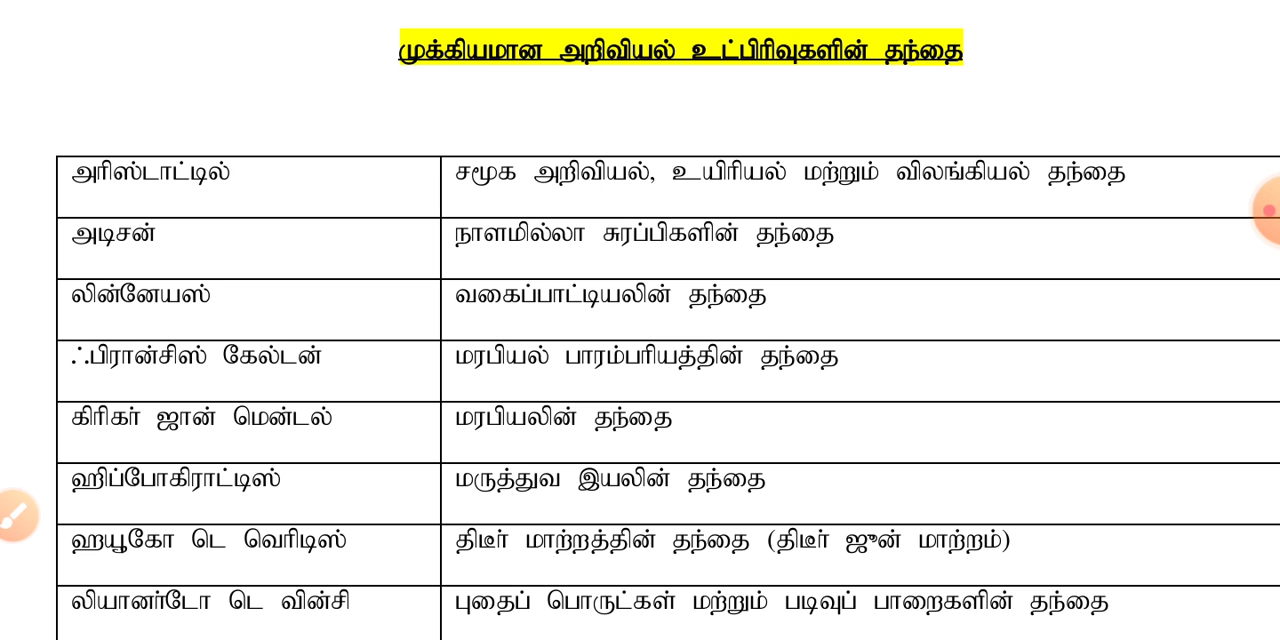 முக்கியமான அறிவியல் உட்பிரிவுகளின் தந்தை
அரிஸ்டாட்டில் சமூக அறிவியல், உயிரியல் மற்றும் விலங்கியல் தந்தை
அடிசன் நாளமில்லா சுரப்பிகளின் தந்தை
லின்னேயஸ் வகைப்பாட்டியலின் தந்தை
ஃபிரான்சிஸ் கேல்டன் மரபியல் பாரம்பரியத்தின் தந்தை
கிரிகர் ஜான் மென்டல் மரபியலின் தந்தை
ஹிப்போகிராட்டிஸ் மருத்துவ இயலின் தந்தை
ஹயூகோ டெ வெரிடிஸ் திடீர் மாற்றத்தின் தந்தை (திடீர் ஜுன் மாற்றம்)
லியானர்டோ டெ வின்சி புதைப் பொருட்கள் மற்றும் படிவுப் பாறைகளின் தந்தை